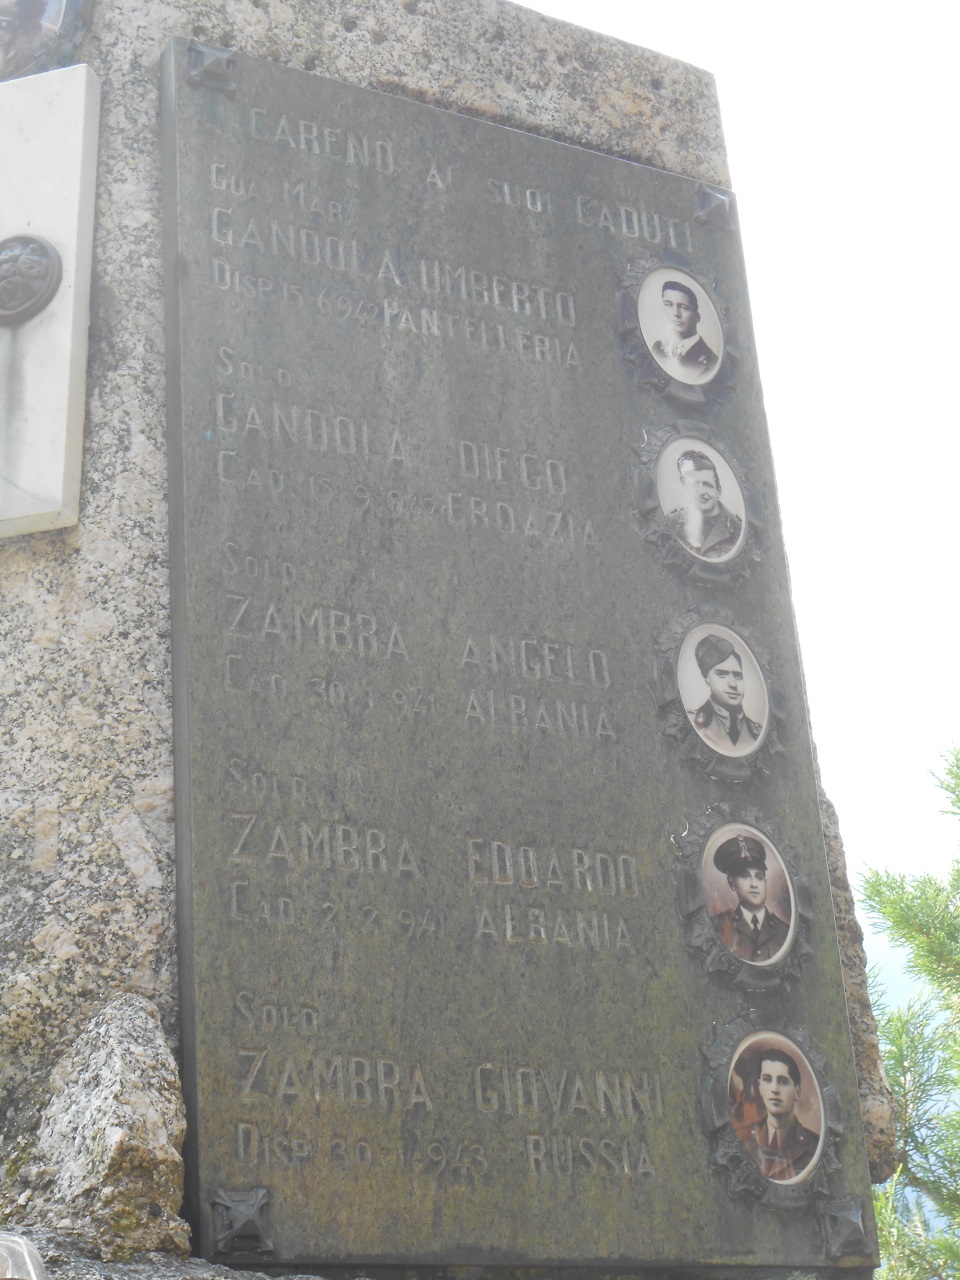 CARENO AI SUOI CADUTI
GUA MAR
GANDOLA UMBERTO
DISP. 15 6 942 PANTELLERIA
SOLD
GANDOLA DIEGO
CAD. 15 9 942 CROAZIA
SOLD
ZAMBRA ANGELO
CAD 30 1 941 ALBANIA
SOLD
ZAMBRA EDOARDO
CAD 2 2 941 ALBANIA
SOLD
ZAMBRA GIOVANNI
DISP 30 1 943 RUSSIA